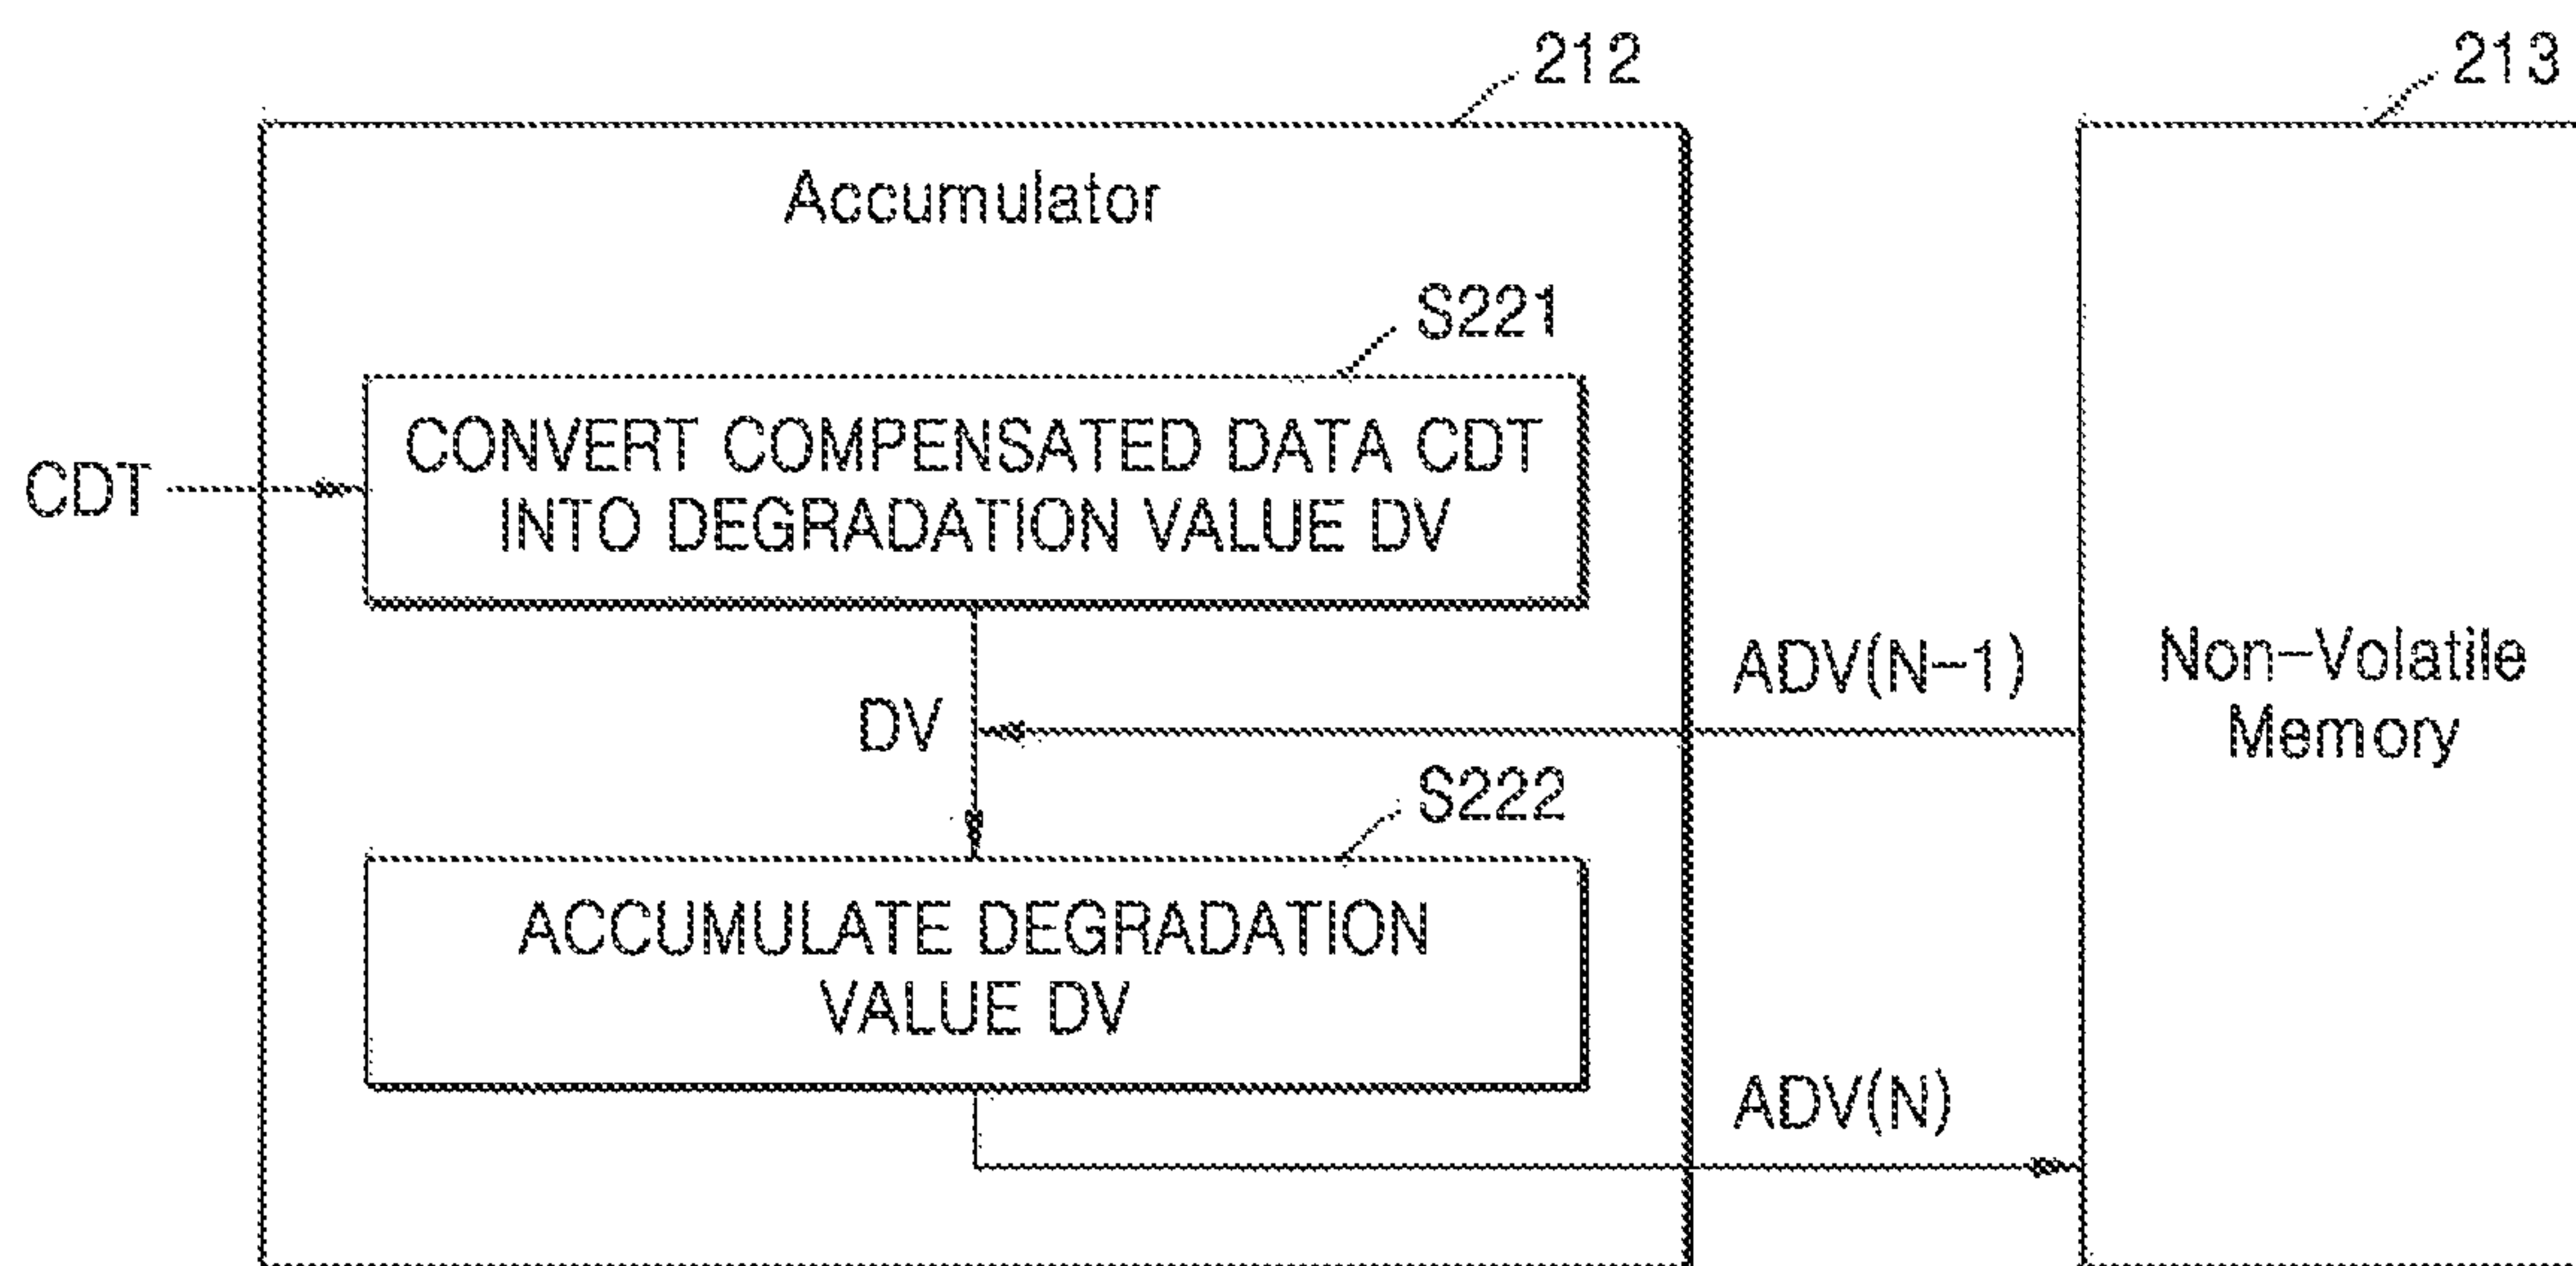 212
213
Accumulator
S221
CONVERT COMPENSATED DATA CDT
INTO DEGRADATION VALUE DV
CDT
ADV(N-1)
Non-Volatile
Memory
DV
S222
ACCUMULATE DEGRADATION
VALUE DV
ADV(N)